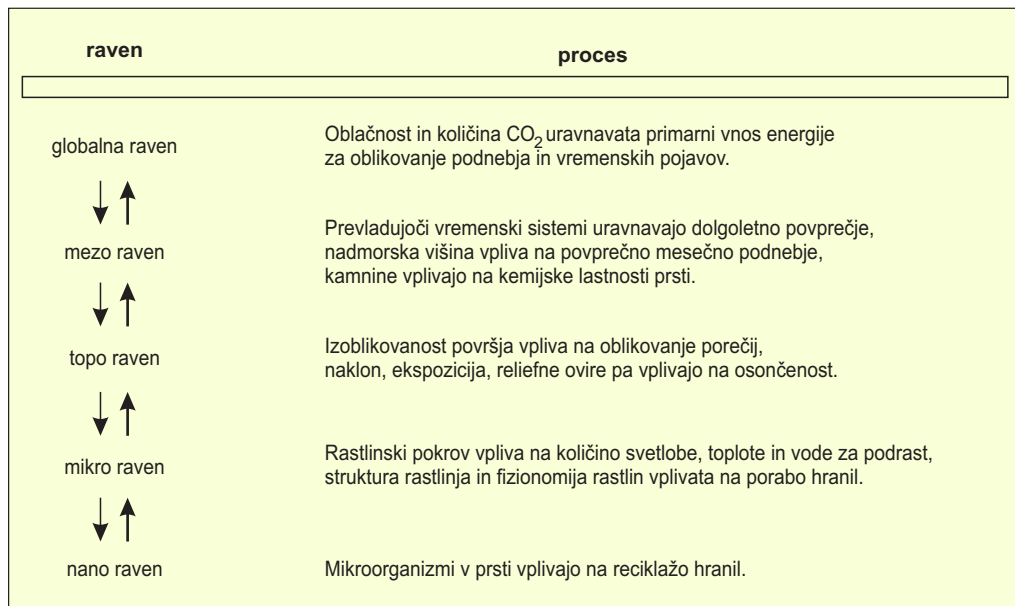 raven
proces
globalna raven
Oblačnost in količina CO2 uravnavata primarni vnos energije
za oblikovanje podnebja in vremenskih pojavov.
mezo raven
Prevladujoči vremenski sistemi uravnavajo dolgoletno povprečje,
nadmorska višina vpliva na povprečno mesečno podnebje,
kamnine vplivajo na kemijske lastnosti prsti.
topo raven
Izoblikovanost površja vpliva na oblikovanje porečij,
naklon, ekspozicija, reliefne ovire pa vplivajo na osončenost.
mikro raven
Rastlinski pokrov vpliva na količino svetlobe, toplote in vode za podrast,
struktura rastlinja in fizionomija rastlin vplivata na porabo hranil.
nano raven
Mikroorganizmi v prsti vplivajo na reciklažo hranil.